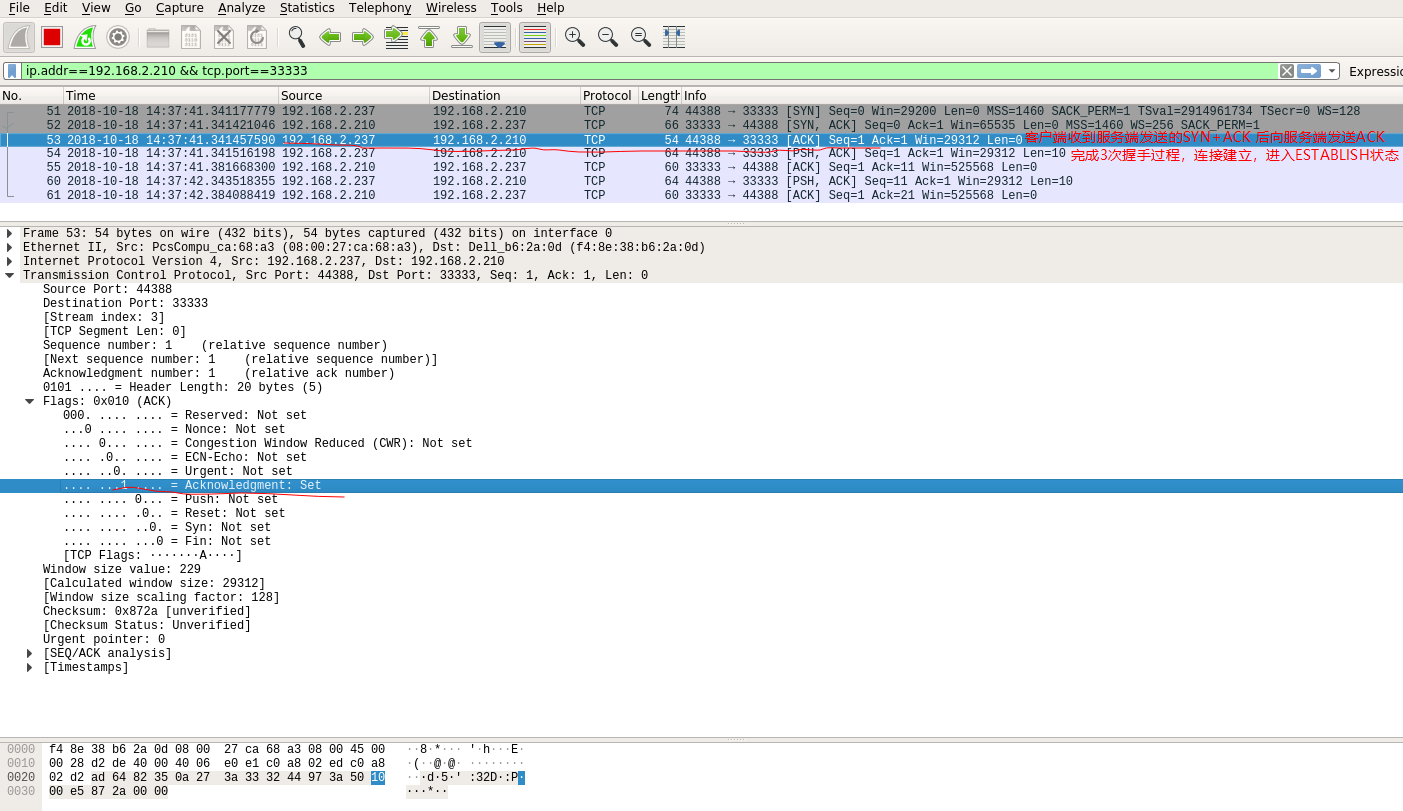 File Edit View Go Capture Analyze Statistics Telephony Wireless Tools Help
ip.addr==192.168.2.210 && tcp.port==33333 Expressio
No. Time Source Destination Protocol Length Info
51 2018-10-18 14:37:41.341177779 192.168.2.237 192.168.2.210 TCP 74 44388 → 33333 [SYN] Seq=0 Win=29200 Len=0 MSS=1460 SACK_PERM=1 TSval=2914961734 TSecr=0 WS=128
52 2018-10-18 14:37:41.341421046 192.168.2.210 192.168.2.237 TCP 66 33333 → 44388 [SYN, ACK] Seq=0 Ack=1 Win=65535 Len=0 MSS=1460 WS=256 SACK_PERM=1
53 2018-10-18 14:37:41.341457590 192.168.2.237 192.168.2.210 TCP 54 44388 → 33333 [ACK] Seq=1 Ack=1 Win=29312 Len=0 客户端收到服务端发送的SYN+ACK 后向服务端发送ACK
54 2018-10-18 14:37:41.341516198 192.168.2.237 192.168.2.210 TCP 64 44388 → 33333 [PSH, ACK] Seq=1 Ack=1 Win=29312 Len=10 完成3次握手过程，连接建立，进入ESTABLISH状态
55 2018-10-18 14:37:41.381668300 192.168.2.210 192.168.2.237 TCP 60 33333 → 44388 [ACK] Seq=1 Ack=11 Win=525568 Len=0
60 2018-10-18 14:37:42.343518355 192.168.2.237 192.168.2.210 TCP 64 44388 → 33333 [PSH, ACK] Seq=11 Ack=1 Win=29312 Len=10
61 2018-10-18 14:37:42.384088419 192.168.2.210 192.168.2.237 TCP 60 33333 → 44388 [ACK] Seq=1 Ack=21 Win=525568 Len=0
Frame 53: 54 bytes on wire (432 bits), 54 bytes captured (432 bits) on interface 0
Ethernet II, Src: PcsCompu_ca:68:a3 (08:00:27:ca:68:a3), Dst: Dell_b6:2a:0d (f4:8e:38:b6:2a:0d)
Internet Protocol Version 4, Src: 192.168.2.237, Dst: 192.168.2.210
Transmission Control Protocol, Src Port: 44388, Dst Port: 33333, Seq: 1, Ack: 1, Len: 0
Source Port: 44388
Destination Port: 33333
[Stream index: 3]
[TCP Segment Len: 0]
Sequence number: 1 (relative sequence number)
[Next sequence number: 1 (relative sequence number)]
Acknowledgment number: 1 (relative ack number)
0101 .... = Header Length: 20 bytes (5)
Flags: 0x010 (ACK)
000. .... .... = Reserved: Not set
...0 .... .... = Nonce: Not set
.... 0... .... = Congestion Window Reduced (CWR): Not set
.... .0.. .... = ECN-Echo: Not set
.... ..0. .... = Urgent: Not set
.... ...1 .... = Acknowledgment: Set
.... .... 0... = Push: Not set
.... .... .0.. = Reset: Not set
.... .... ..0. = Syn: Not set
.... .... ...0 = Fin: Not set
[TCP Flags: ·······A····]
Window size value: 229
[Calculated window size: 29312]
[Window size scaling factor: 128]
Checksum: 0x872a [unverified]
[Checksum Status: Unverified]
Urgent pointer: 0
[SEQ/ACK analysis]
[Timestamps]
0000 f4 8e 38 b6 2a 0d 08 00 27 ca 68 a3 08 00 45 00 ··8·*··· '·h···E·
0010 00 28 d2 de 40 00 40 06 e0 e1 c0 a8 02 ed c0 a8 ·(··@·@· ········
0020 02 d2 ad 64 82 35 0a 27 3a 33 32 44 97 3a 50 10 ···d·5·' :32D·:P·
0030 00 e5 87 2a 00 00 ···*··